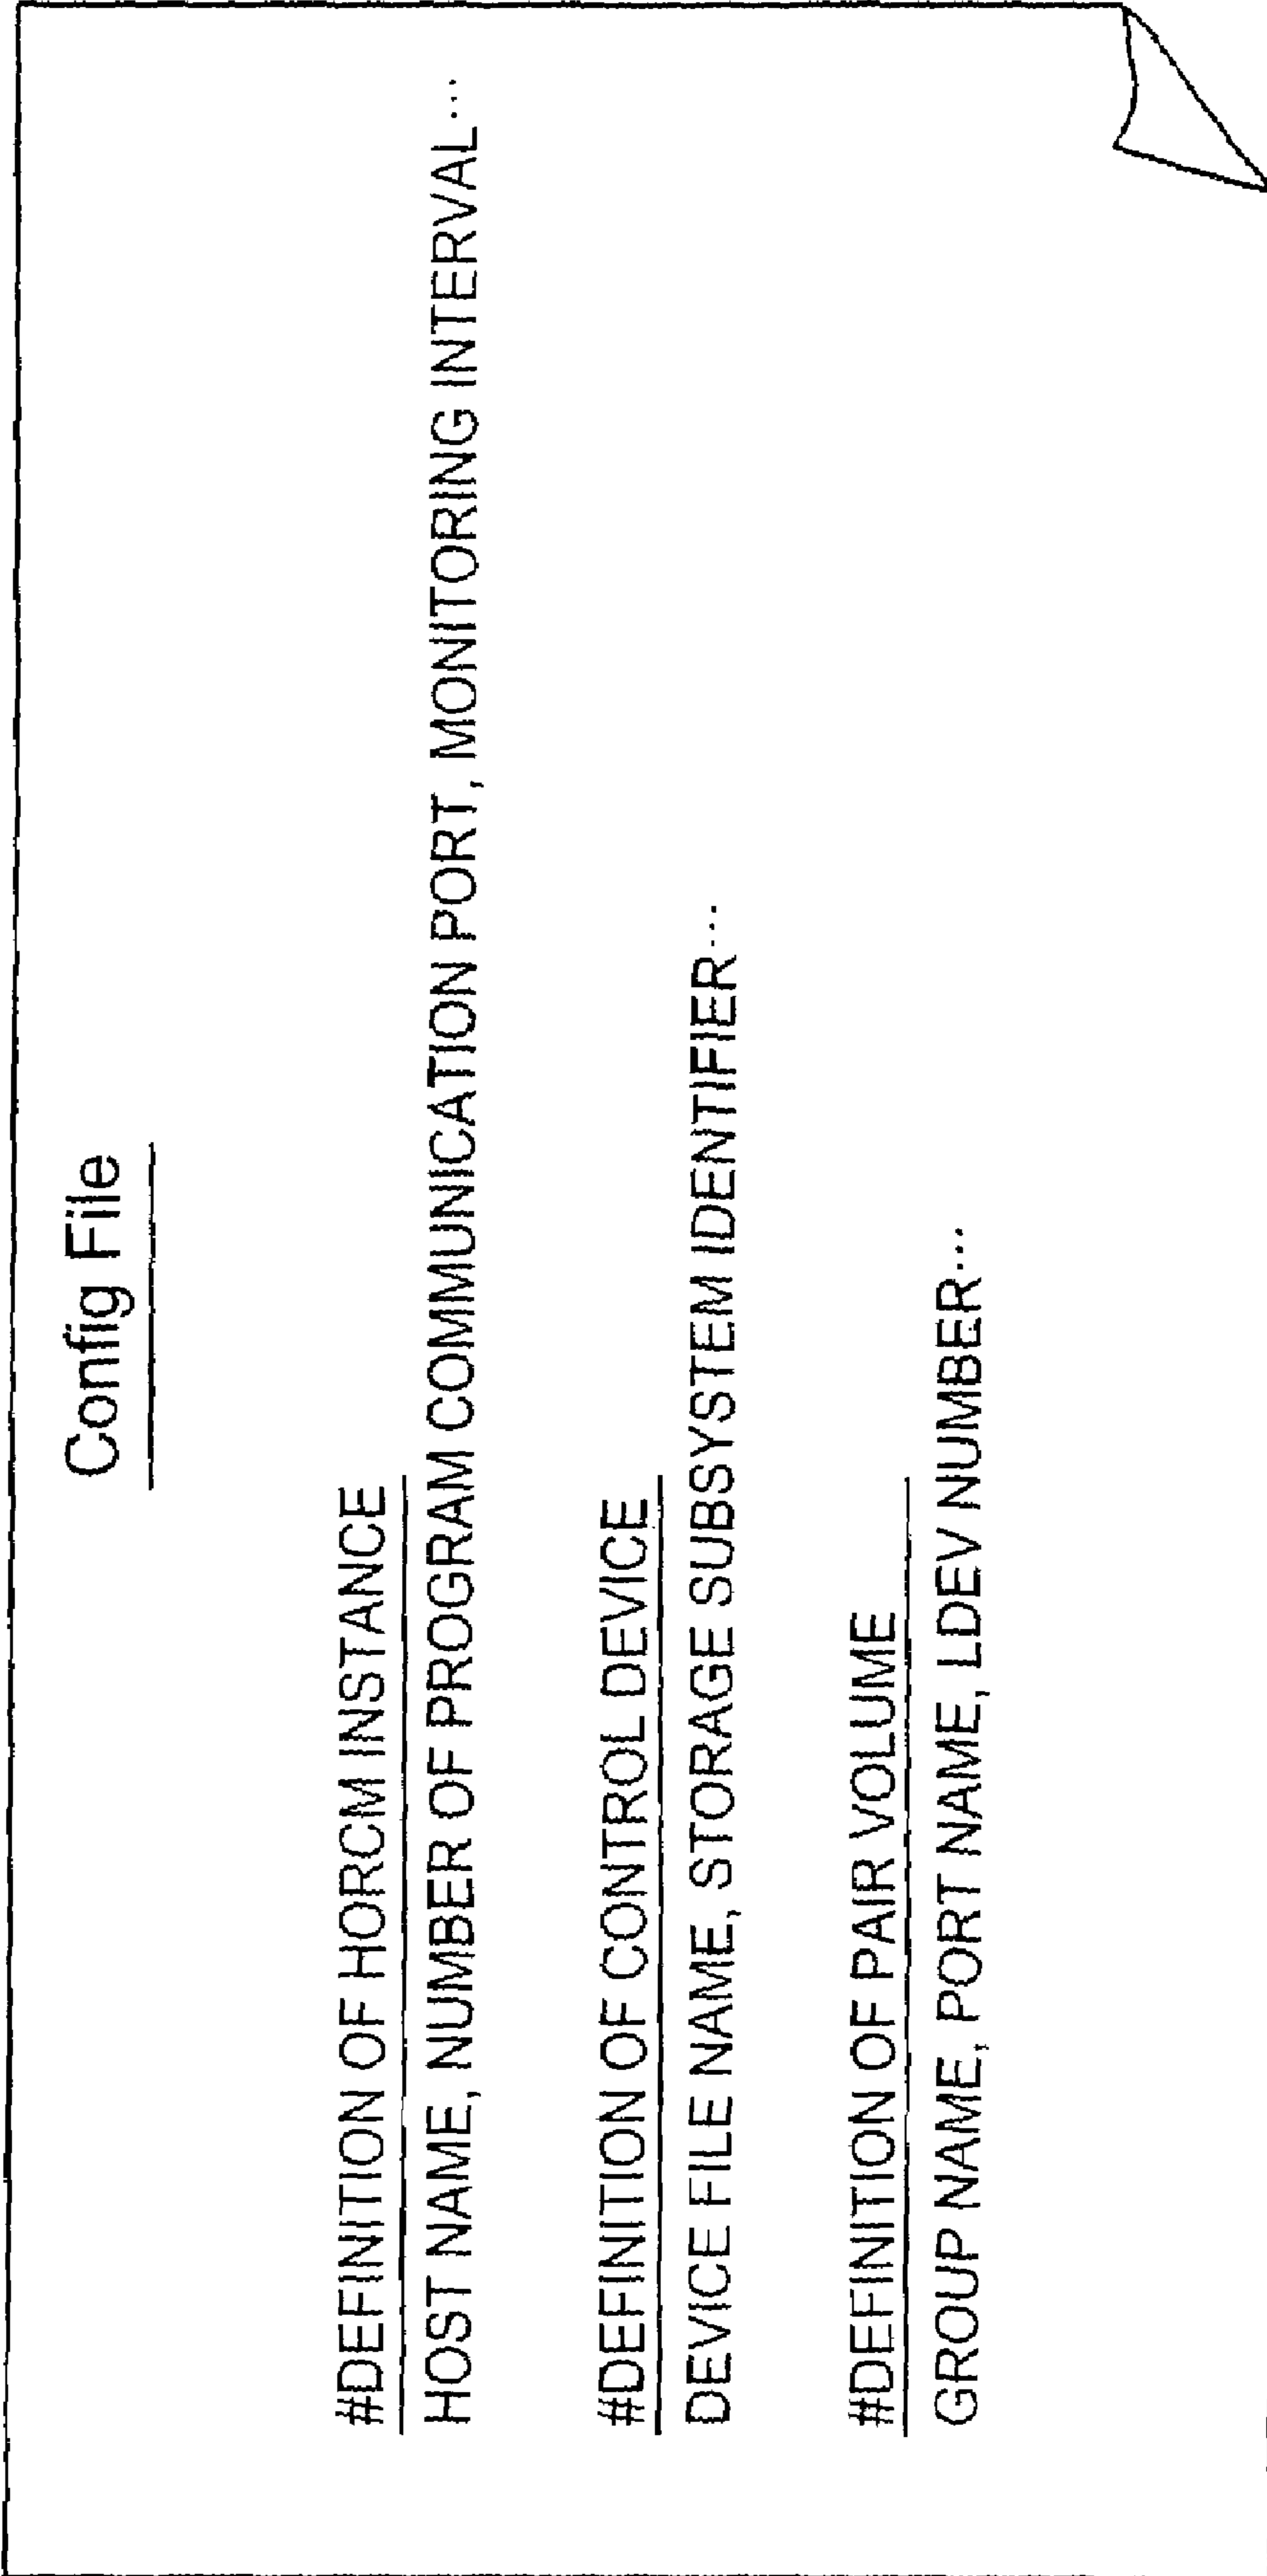 Config File
#DEFINITION OF HORCM INSTANCE
HOST NAME, NUMBER OF PROGRAM COMMUNICATION PORT, MONITORING INTERVAL...
#DEFINITION OF CONTROL DEVICE
DEVICE FILE NAME, STORAGE SUBSYSTEM IDENTIFIER...
#DEFINITION OF PAIR VOLUME
GROUP NAME, PORT NAME, LDEV NUMBER...